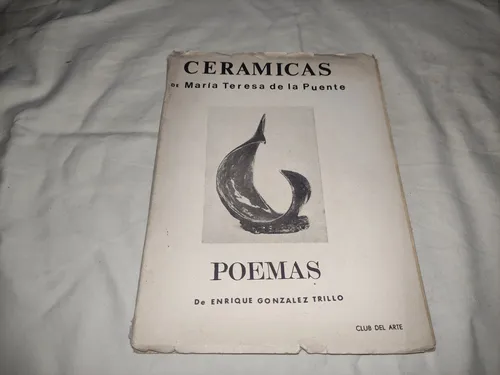 CERAMICAS
DE María Teresa de la Puente
POEMAS
De ENRIQUE GONZALEZ TRILLO
CLUB DEL ARTE